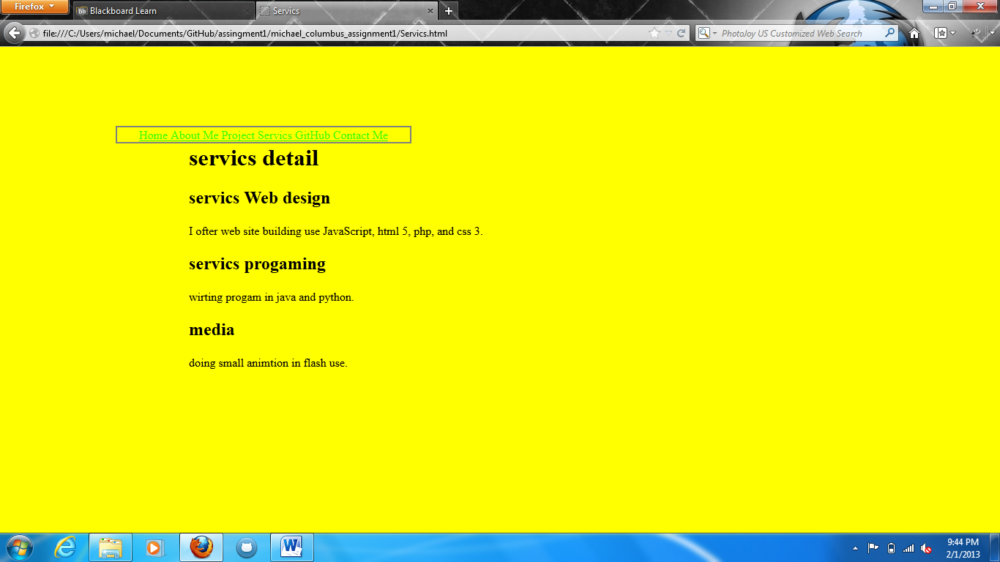 Firefox
Blackboard Learn
Servics
file:///C:/Users/michael/Documents/GitHub/assingment1/michael_columbus_assignment1/Servics.html
PhotoJoy US Customized Web Search
Home About Me Project Servics GitHub Contact Me
servics detail
servics Web design
I ofter web site building use JavaScript, html 5, php, and css 3.
servics progaming
wirting progam in java and python.
media
doing small animtion in flash use.
9:44 PM
2/1/2013